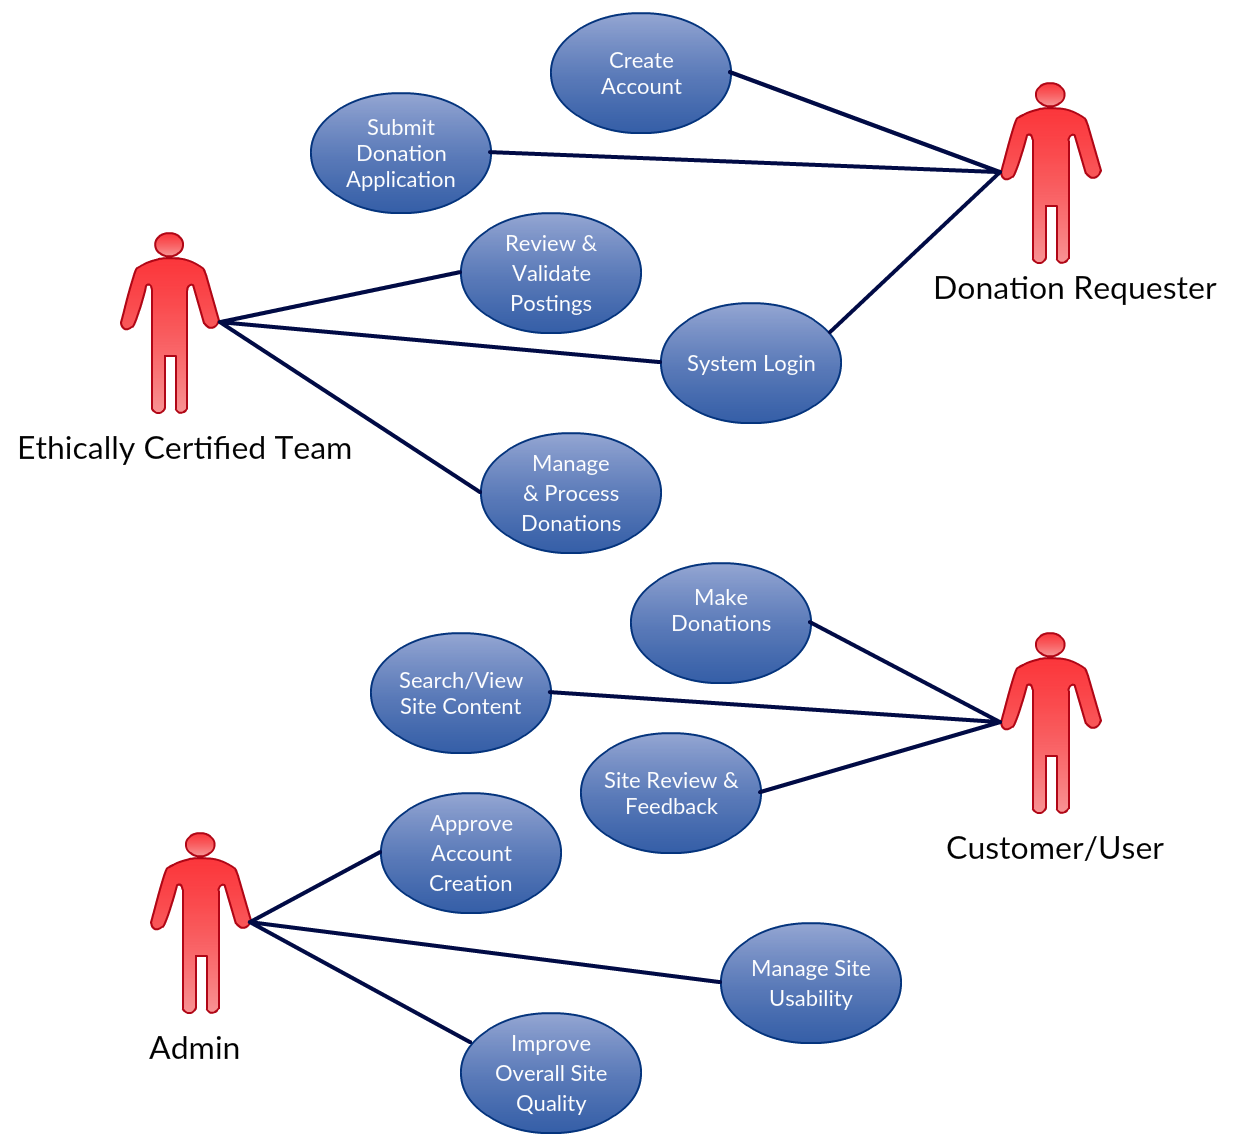 Create
Account
Submit
Donation
Application
Donation Requester
Review &
Validate
Postings
System Login
Ethically Certified Team
Manage
& Process
Donations
Make
Donations
Search/View
Site Content
Site Review &
Feedback
Customer/User
Approve
Account
Creation
Manage Site
Usability
Admin
Improve
Overall Site
Quality